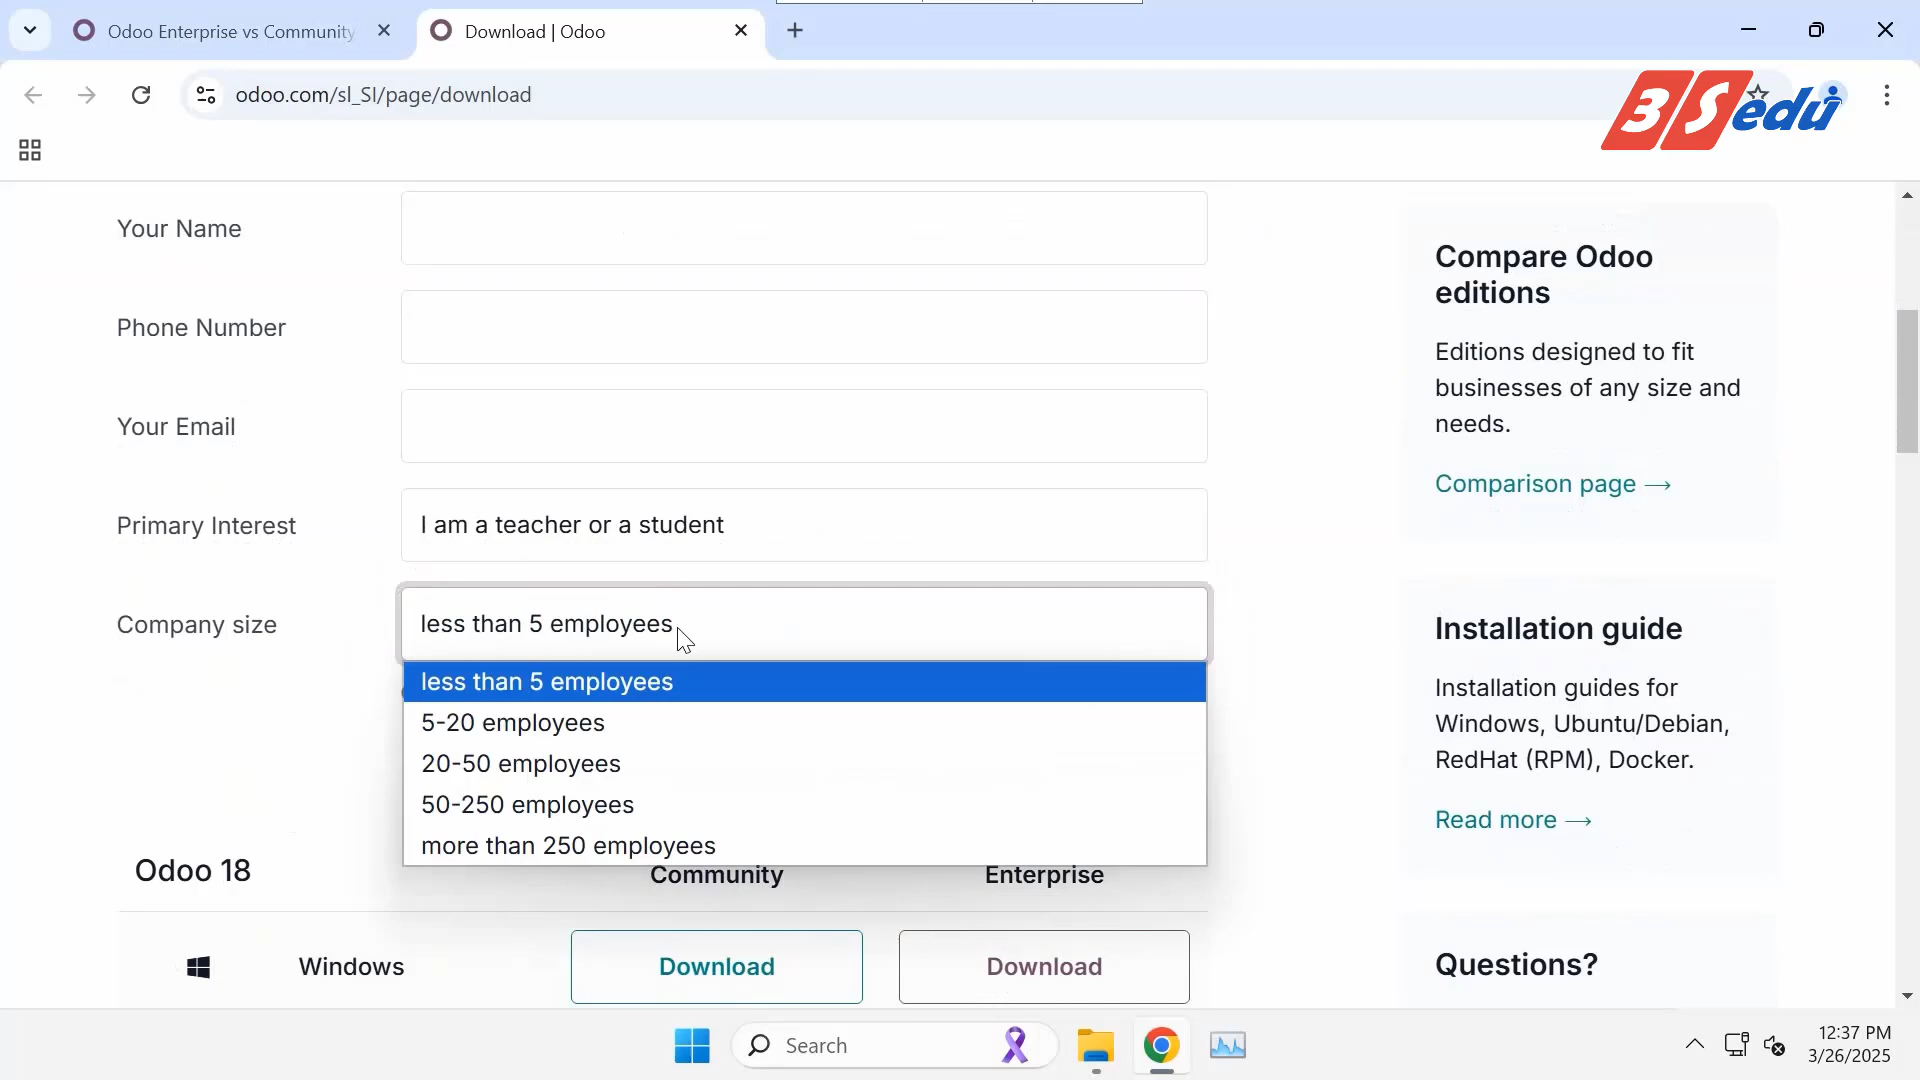 Odoo Enterprise vs Community
Download | Odoo
odoo.com/sl_SI/page/download
3Sedu
Your Name
Phone Number
Your Email
Primary Interest
I am a teacher or a student
Company size
less than 5 employees
less than 5 employees
5-20 employees
20-50 employees
50-250 employees
more than 250 employees
Odoo 18
Community
Enterprise
Windows
Download
Download
Compare Odoo
editions
Editions designed to fit
businesses of any size and
needs.
Comparison page →
Installation guide
Installation guides for
Windows, Ubuntu/Debian,
RedHat (RPM), Docker.
Read more →
Questions?
Search
12:37 PM
3/26/2025